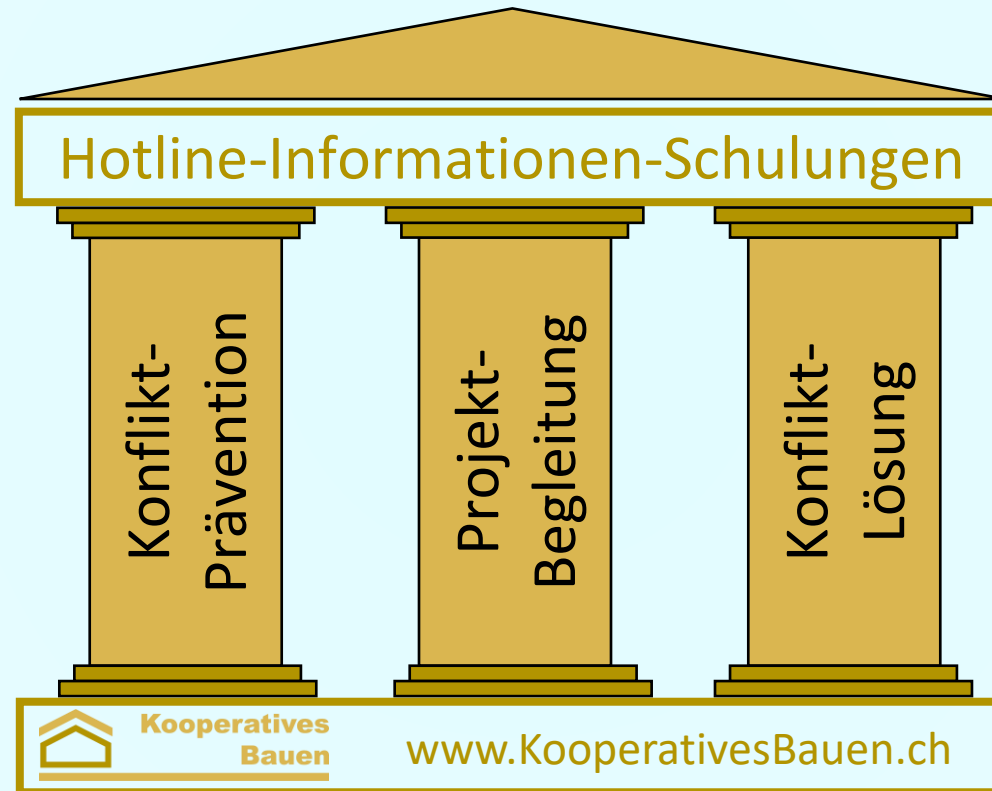 Hotline-Informationen-Schulungen
Konflikt-
Prävention
Projekt-
Begleitung
Konflikt-
Lösung
Kooperatives
Bauen
www.KooperativesBauen.ch